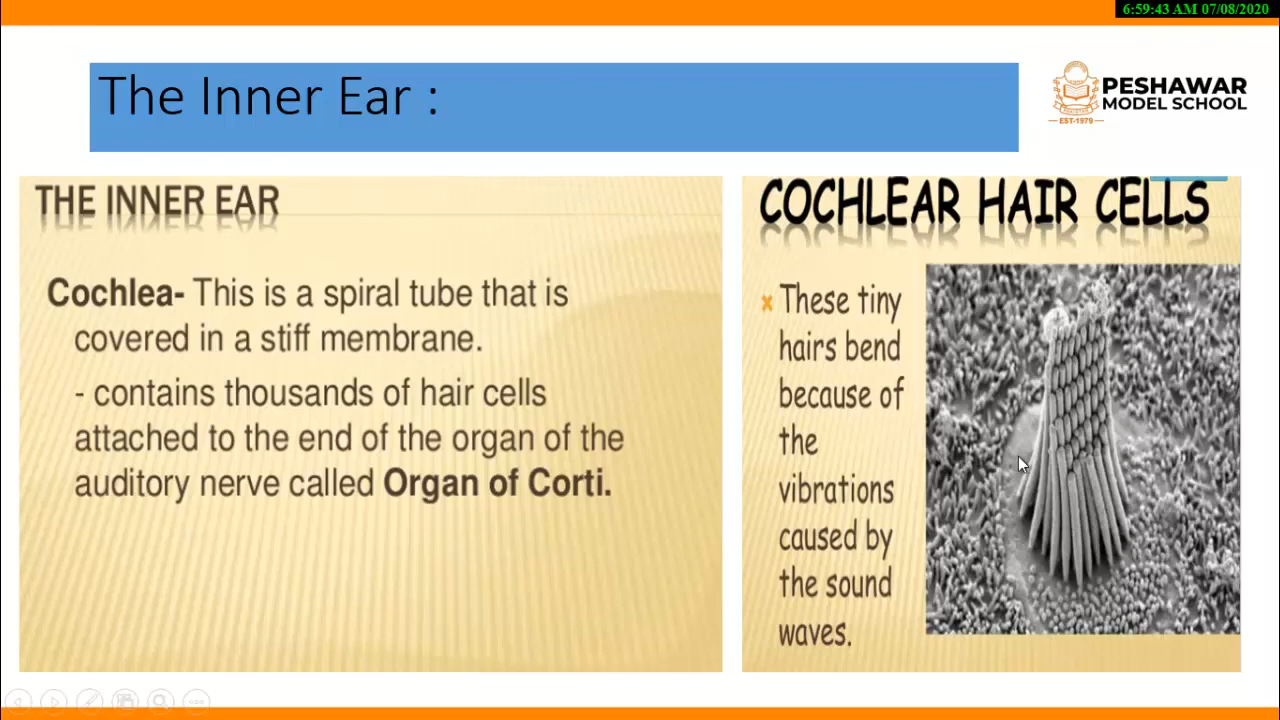 6:59:43 AM 07/08/2020
The Inner Ear :
PESHAWAR
MODEL SCHOOL
EST-1979
THE INNER EAR
Cochlea- This is a spiral tube that is
covered in a stiff membrane.
- contains thousands of hair cells
attached to the end of the organ of the
auditory nerve called Organ of Corti.
COCHLEAR HAIR CELLS
These tiny
hairs bend
because of
the
vibrations
caused by
the sound
waves.